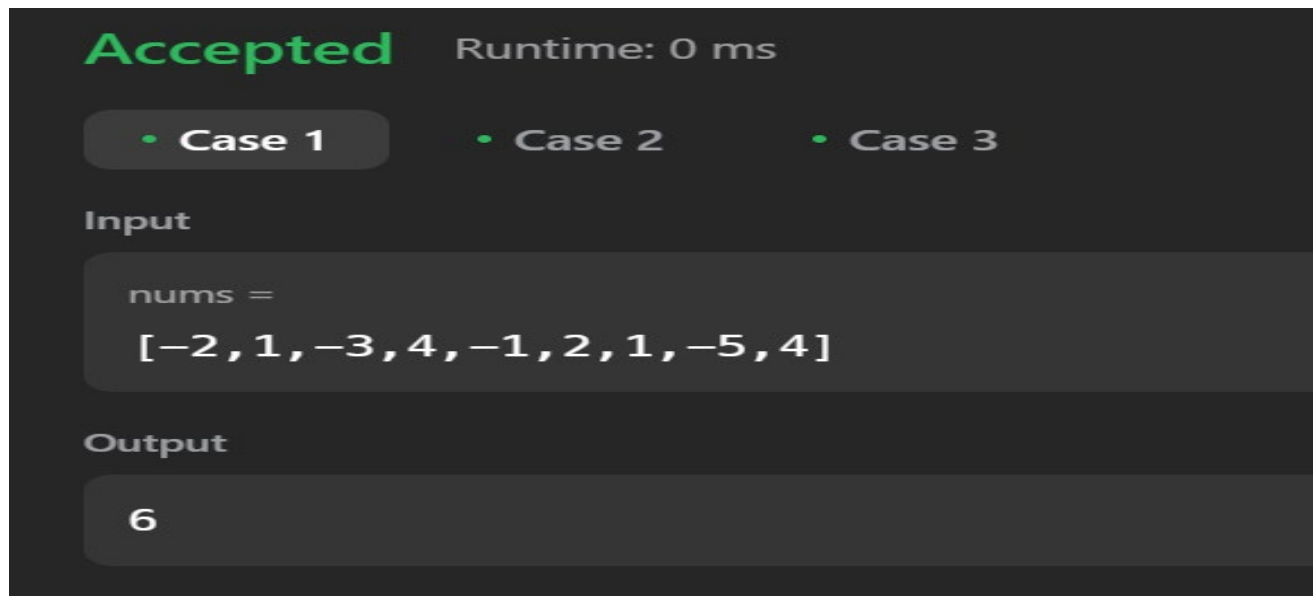 Accepted Runtime: 0 ms
• Case 1 • Case 2 • Case 3
Input
nums =
[−2,1,−3,4,−1,2,1,−5,4]
Output
6